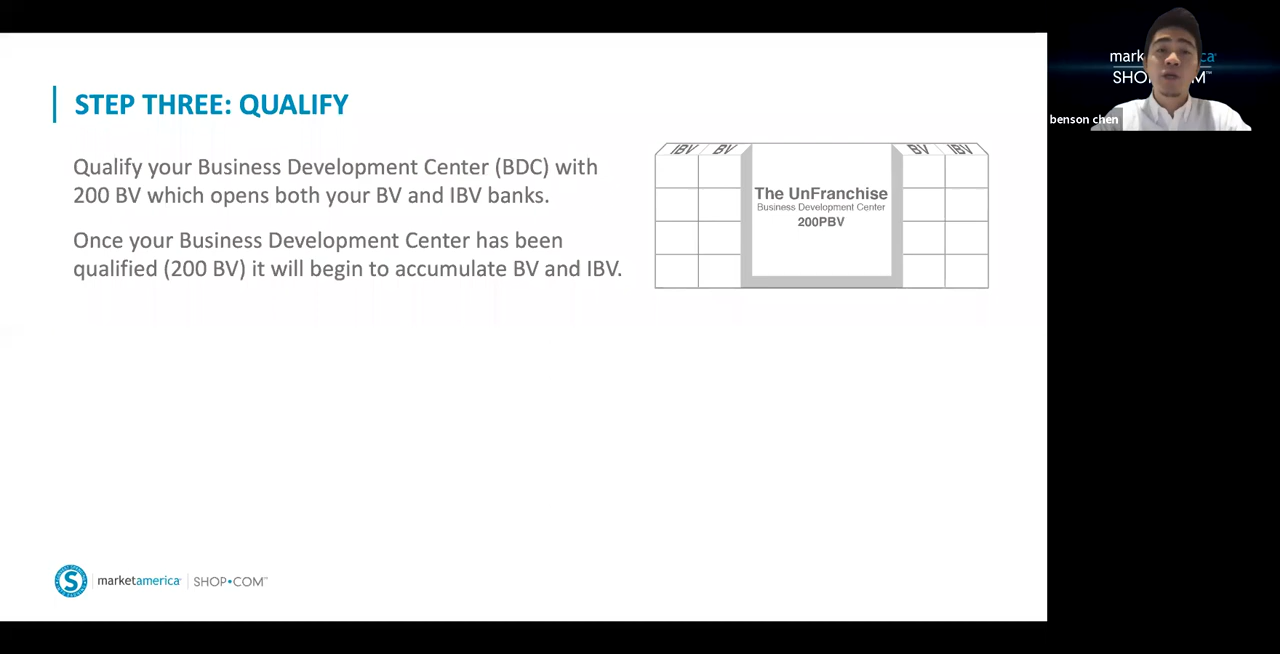 STEP THREE: QUALIFY
Qualify your Business Development Center (BDC) with
200 BV which opens both your BV and IBV banks.
Once your Business Development Center has been
qualified (200 BV) it will begin to accumulate BV and IBV.
IBV BV BV IBV
The UnFranchise
Business Development Center
200PBV
S
marketamerica SHOP•COM™
benson chen